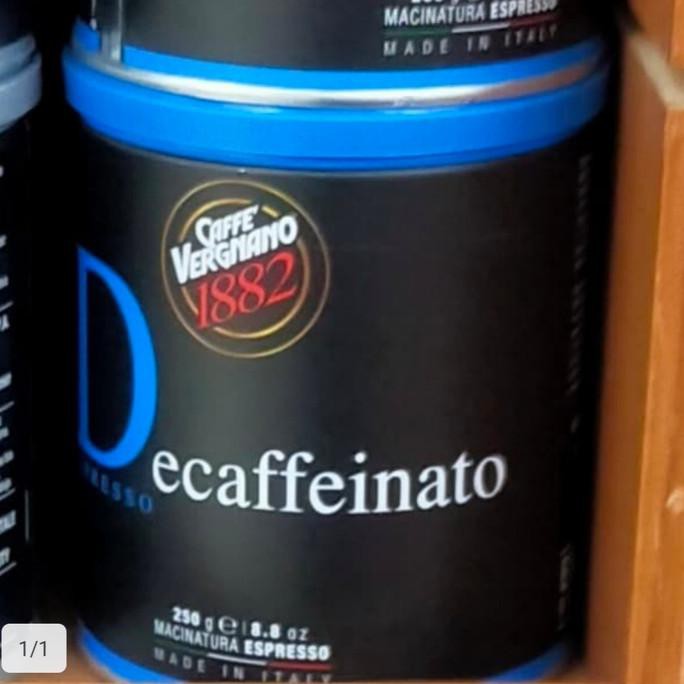 MACINATURA ESPRESSO
MADE IN ITALY
CAFFÈ
VERGNANO
1882
Decaffeinato
250 g ℮ | 8.8 oz
MACINATURA ESPRESSO
MADE IN ITALY
1/1